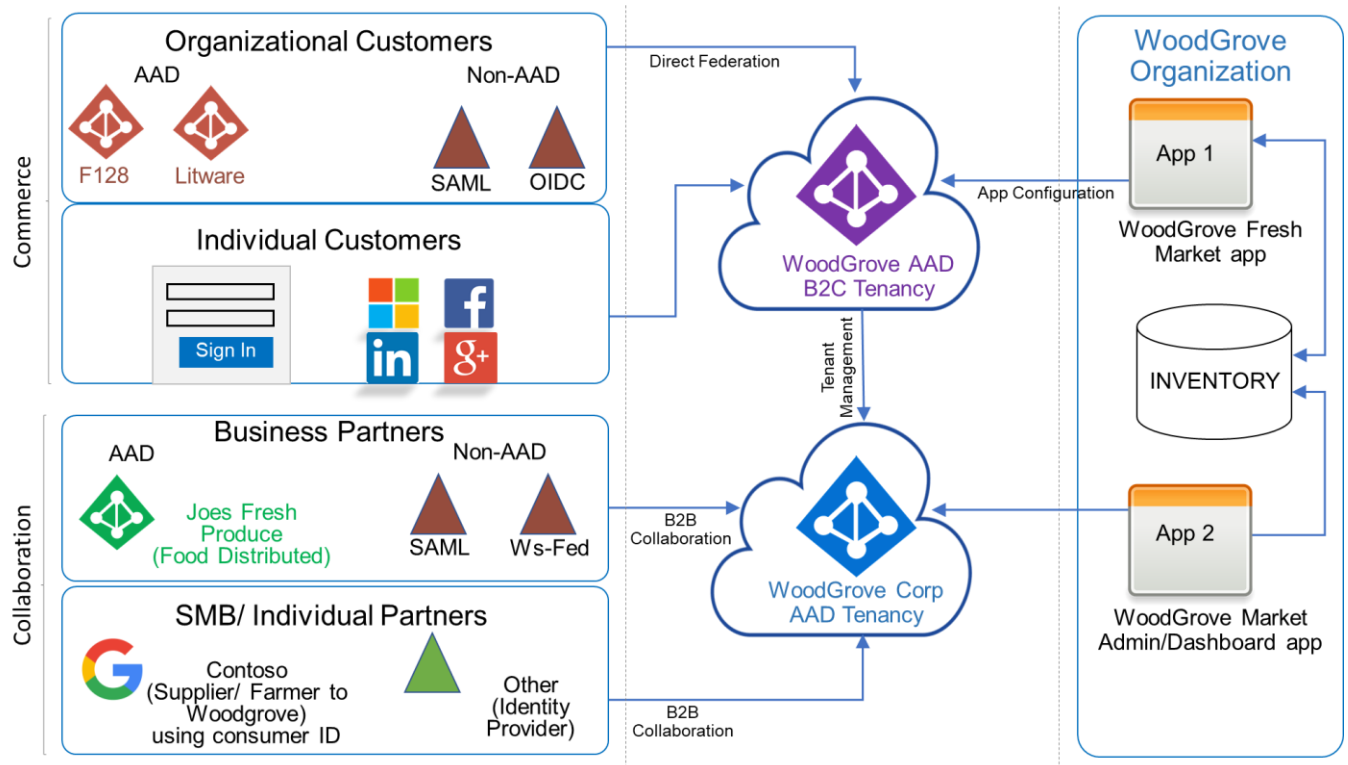 Commerce
Organizational Customers
AAD
Non-AAD
F128
Litware
SAML
OIDC
Individual Customers
Sign In
in
g+
Collaboration
Business Partners
AAD
Non-AAD
Joes Fresh
Produce
(Food Distributed)
SAML
Ws-Fed
SMB/ Individual Partners
Contoso
(Supplier/ Farmer to
Woodgrove)
using consumer ID
Other
(Identity
Provider)
Direct Federation
WoodGrove AAD
B2C Tenancy
App Configuration
Tenant
Management
B2B
Collaboration
WoodGrove Corp
AAD Tenancy
B2B
Collaboration
WoodGrove
Organization
App 1
WoodGrove Fresh
Market app
INVENTORY
App 2
WoodGrove Market
Admin/Dashboard app